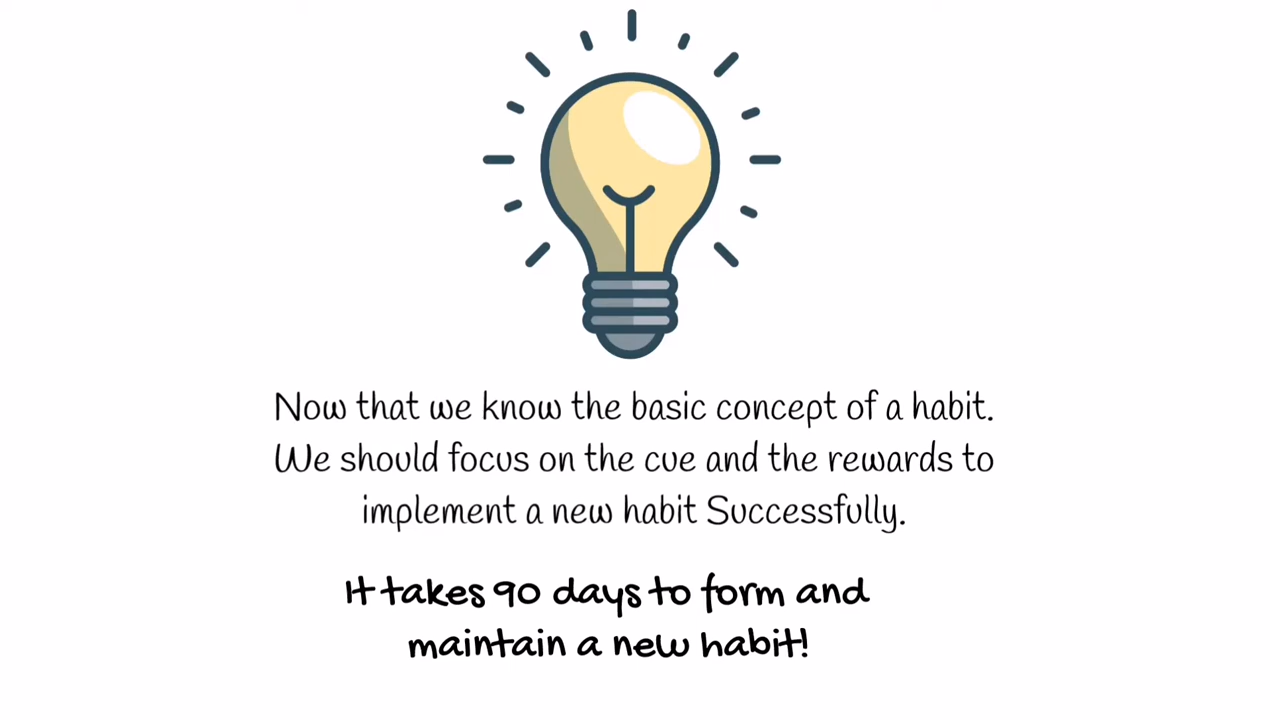 Now that we know the basic concept of a habit.
We should focus on the cue and the rewards to
implement a new habit Successfully.
It takes 90 days to form and
maintain a new habit!